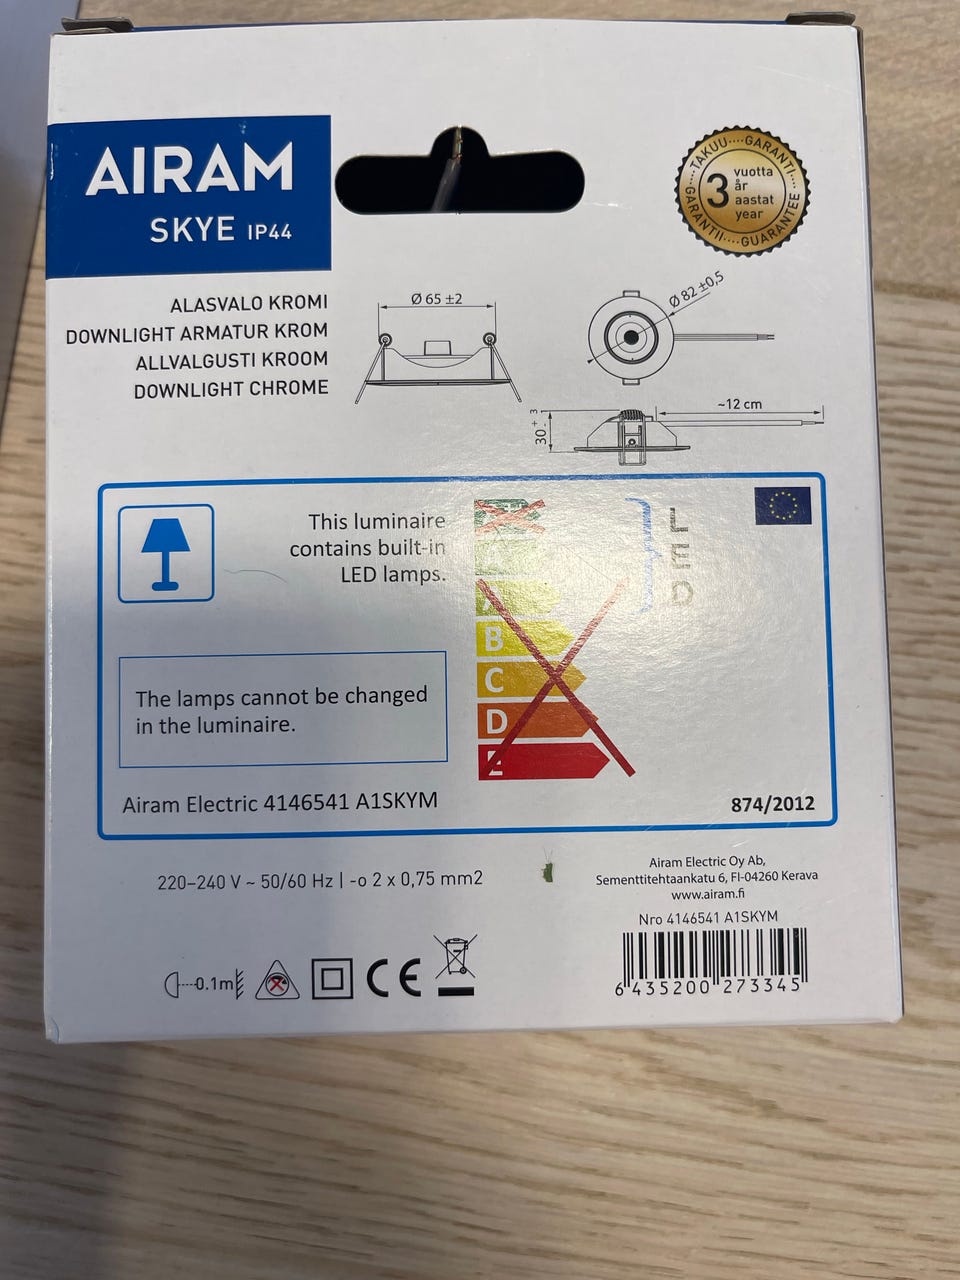 AIRAM
SKYE IP44
TAKUU····GARANTI
GARANTII····GUARANTEE
3 vuotta
år
aastat
year
ALASVALO KROMI
DOWNLIGHT ARMATUR KROM
ALLVALGUSTI KROOM
DOWNLIGHT CHROME
Ø 65 ±2
Ø 82 ±0,5
~12 cm
30 ± 3
This luminaire
contains built-in
LED lamps.
A
A
B
C
D
E
L
E
D
The lamps cannot be changed
in the luminaire.
Airam Electric 4146541 A1SKYM
874/2012
220–240 V ~ 50/60 Hz | -o 2 x 0,75 mm2
Airam Electric Oy Ab,
Sementtitehtaankatu 6, FI-04260 Kerava
www.airam.fi
Nro 4146541 A1SKYM
0.1m
CE
6 435200 273345